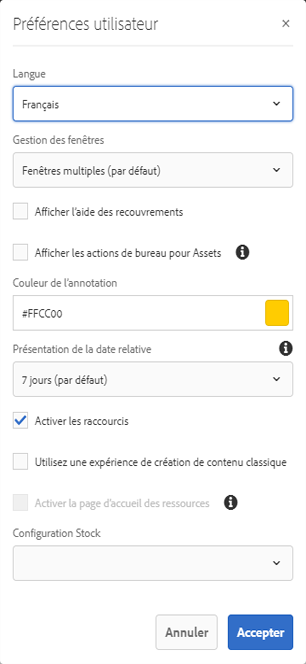 Préférences utilisateur
Langue
Français
Gestion des fenêtres
Fenêtres multiples (par défaut)
Afficher l'aide des recouvrements
Afficher les actions de bureau pour Assets
Couleur de l'annotation
#FFCC00
Présentation de la date relative
7 jours (par défaut)
Activer les raccourcis
Utilisez une expérience de création de contenu classique
Activer la page d'accueil des ressources
Configuration Stock
Annuler
Accepter